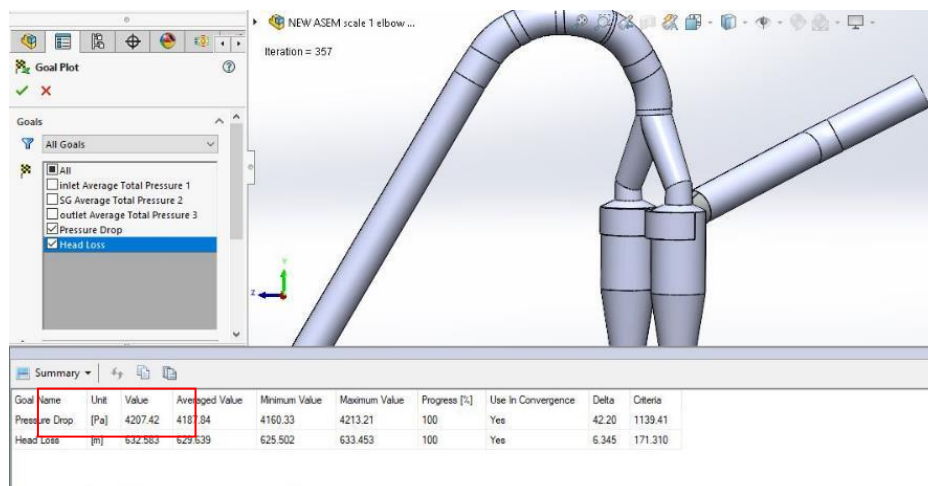 NEW ASEM scale 1 elbow ...
Iteration = 357
Goal Plot
Goals
All Goals
All
inlet Average Total Pressure 1
SG Average Total Pressure 2
outlet Average Total Pressure 3
Pressure Drop
Head Loss
Y
Z
Summary
Goal Name Unit Value Averaged Value Minimum Value Maximum Value Progress [%] Use In Convergence Delta Criteria
Pressure Drop [Pa] 4207.42 4187.84 4160.33 4213.21 100 Yes 42.20 1139.41
Head Loss [m] 632.583 629.639 625.502 633.453 100 Yes 6.345 171.310